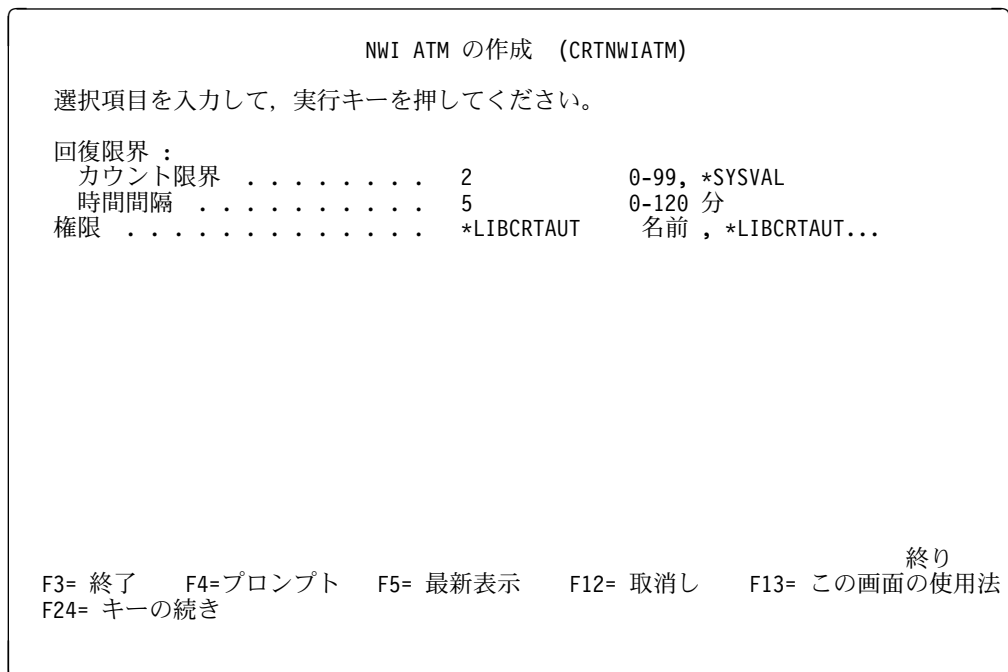 NWI ATM の作成 (CRTNWIATM)
選択項目を入力して, 実行キーを押してください。
回復限界 :
カウント限界 . . . . . . . . 2 0-99, *SYSVAL
時間間隔 . . . . . . . . . . 5 0-120 分
権限 . . . . . . . . . . . . . *LIBCRTAUT 名前 , *LIBCRTAUT...
終り
F3= 終了 F4=プロンプト F5= 最新表示 F12= 取消し F13= この画面の使用法
F24= キーの続き